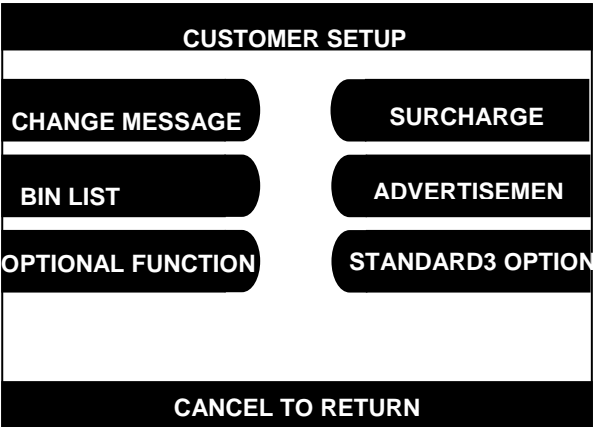 CUSTOMER SETUP
CHANGE MESSAGE
SURCHARGE
BIN LIST
ADVERTISEMEN
OPTIONAL FUNCTION
STANDARD3 OPTION
CANCEL TO RETURN